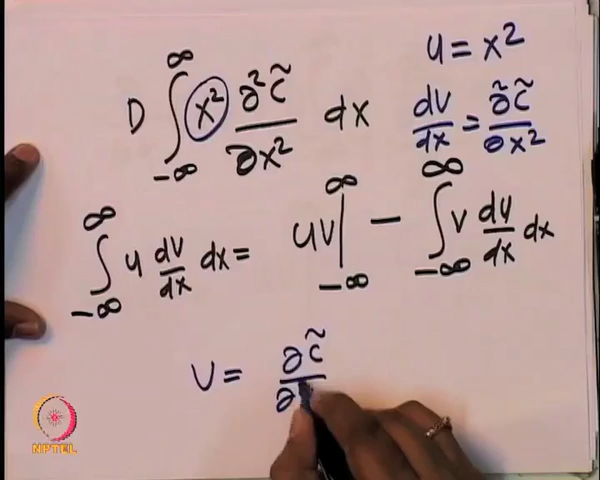 D ∫_{-∞}^{∞} x² ∂²c̃/∂x² dx
u = x²
dv/dx = ∂²c̃/∂x²
∫_{-∞}^{∞} u dv/dx dx = uv |_{-∞}^{∞} - ∫_{-∞}^{∞} v du/dx dx
v = ∂c̃/∂
NPTEL